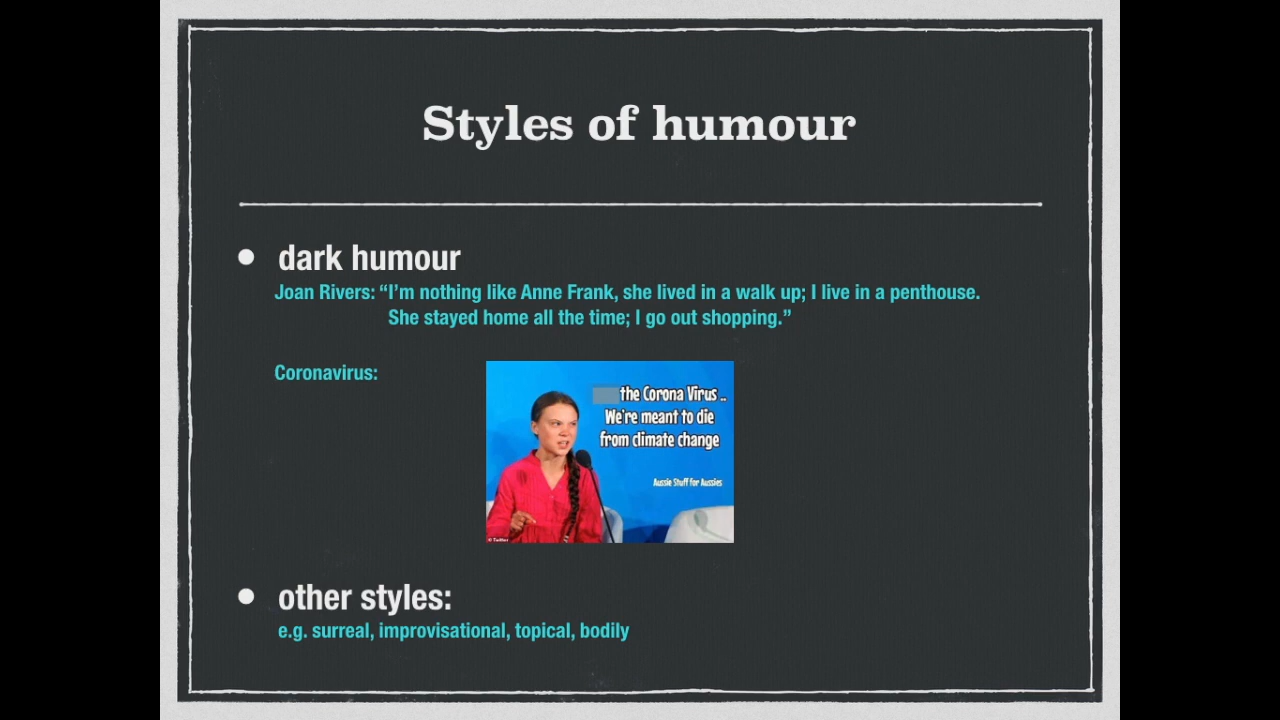 Styles of humour
dark humour
Joan Rivers: “I’m nothing like Anne Frank, she lived in a walk up; I live in a penthouse.
She stayed home all the time; I go out shopping.”
Coronavirus:
the Corona Virus ..
We're meant to die
from climate change
Aussie Stuff for Aussies
© Twitter
other styles:
e.g. surreal, improvisational, topical, bodily